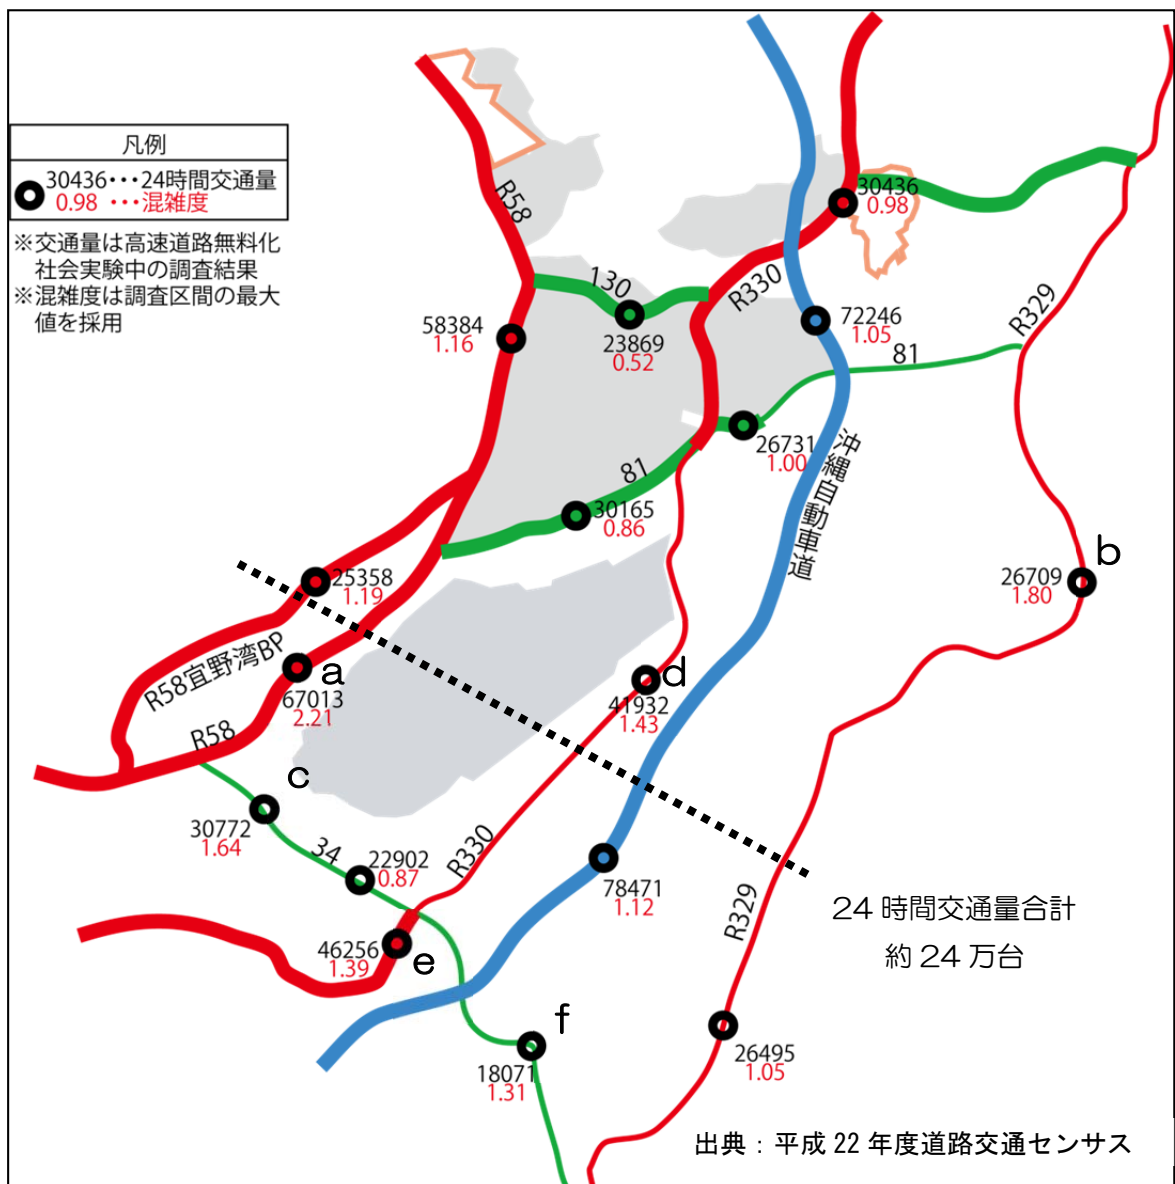 凡例
30436・・・24時間交通量
0.98 ・・・混雑度
※交通量は高速道路無料化
社会実験中の調査結果
※混雑度は調査区間の最大
値を採用
R58
30436
0.98
130
R330
R329
58384
1.16
23869
0.52
72246
1.05
81
26731
1.00
沖縄自動車道
81
30165
0.86
b
26709
1.80
25358
1.19
R58宜野湾BP
a
67013
2.21
d
41932
1.43
R58
c
30772
1.64
34
22902
0.87
R330
78471
1.12
R329
24時間交通量合計
約24万台
46256
1.39
e
f
18071
1.31
26495
1.05
出典：平成22年度道路交通センサス